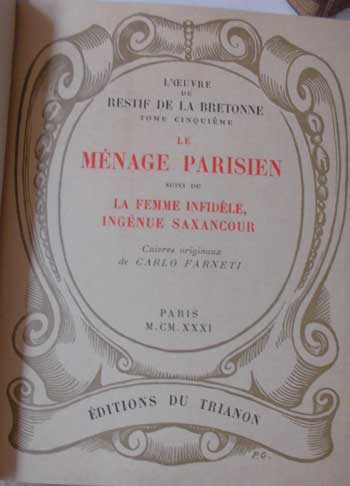 L'ŒUVRE
DE
RESTIF DE LA BRETONNE
TOME CINQUIÈME
LE
MÉNAGE PARISIEN
SUIVI DE
LA FEMME INFIDÈLE,
INGÉNUE SAXANCOUR
Cuivres originaux
de CARLO FARNETI
PARIS
M.CM.XXXI
ÉDITIONS DU TRIANON
P.G.